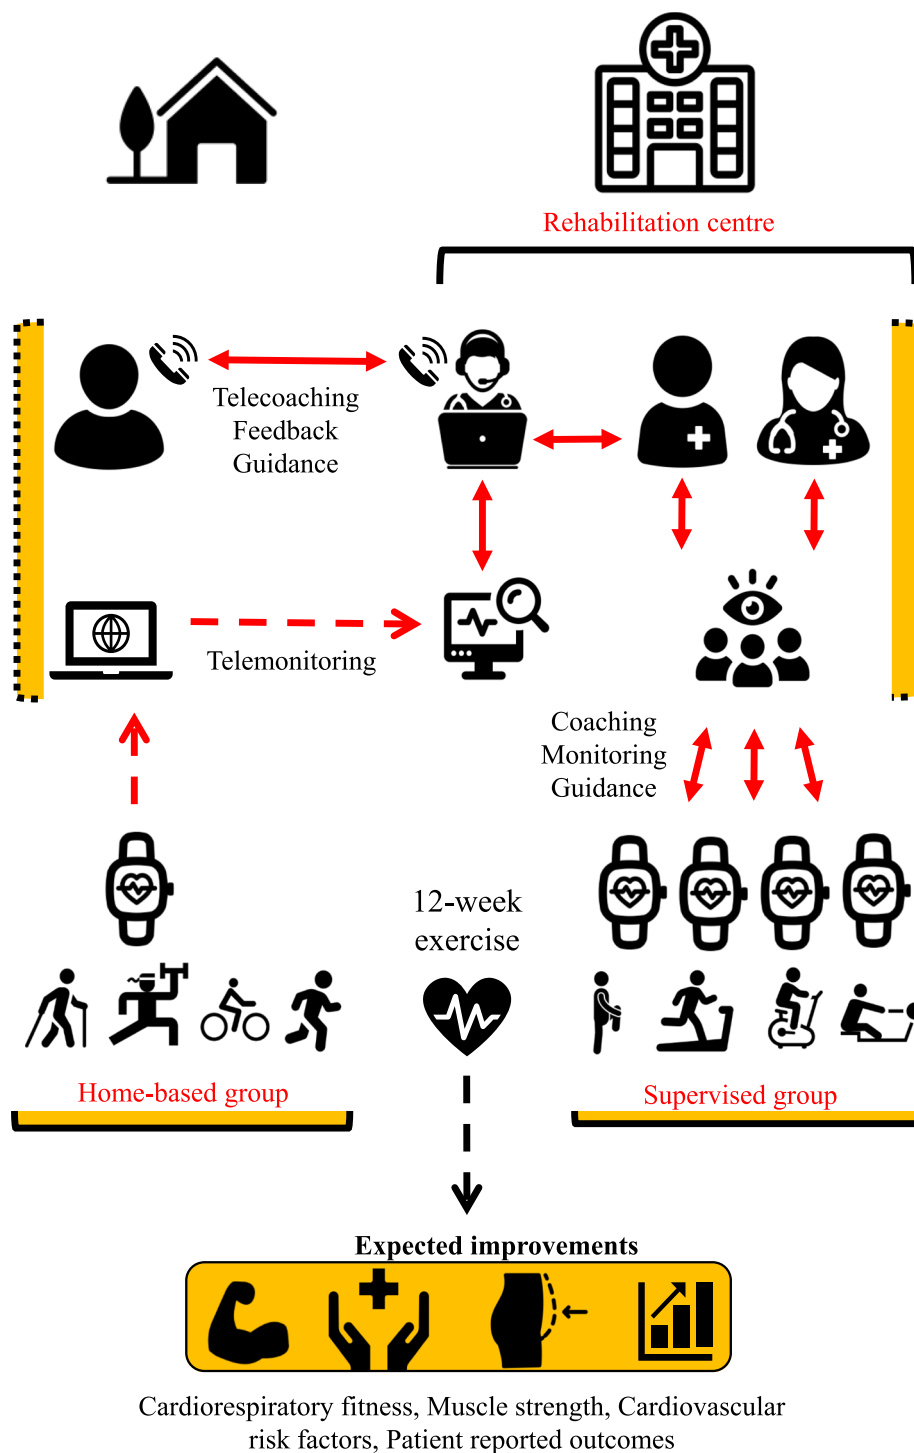 Rehabilitation centre
Telecoaching
Feedback
Guidance
Telemonitoring
Coaching
Monitoring
Guidance
12-week
exercise
Home-based group
Supervised group
Expected improvements
Cardiorespiratory fitness, Muscle strength, Cardiovascular
risk factors, Patient reported outcomes